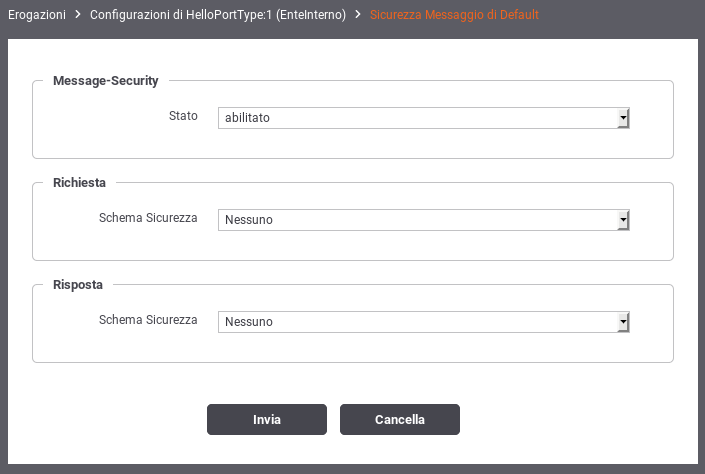 Erogazioni > Configurazioni di HelloPortType:1 (EnteInterno) > Sicurezza Messaggio di Default
Message-Security
Stato abilitato
Richiesta
Schema Sicurezza Nessuno
Risposta
Schema Sicurezza Nessuno
Invia Cancella